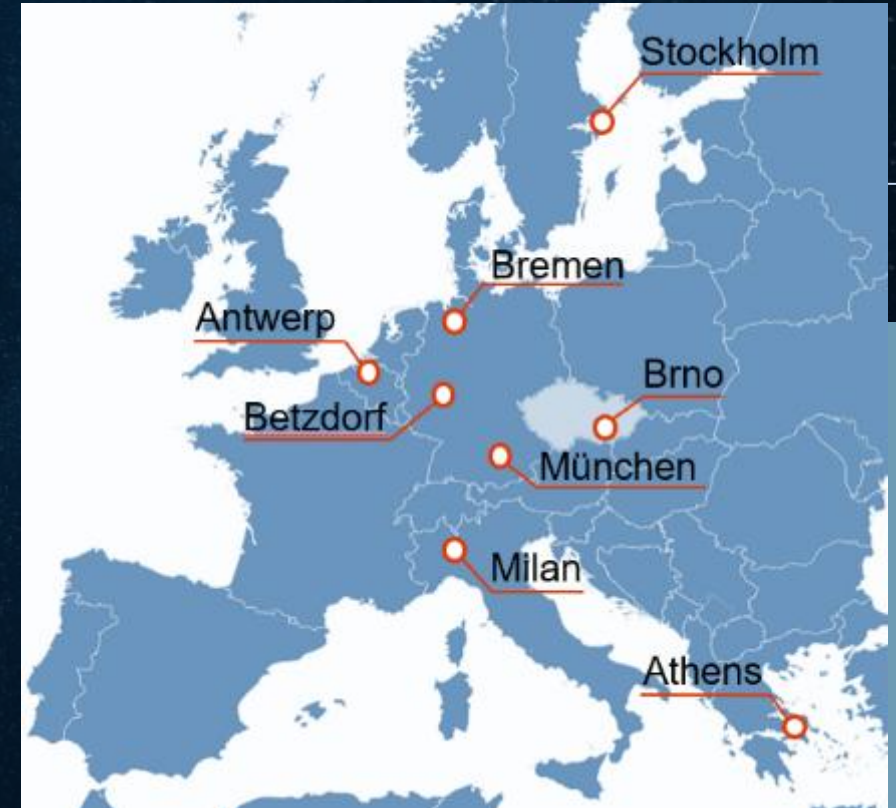 Stockholm
Bremen
Antwerp
Brno
Betzdorf
München
Milan
Athens